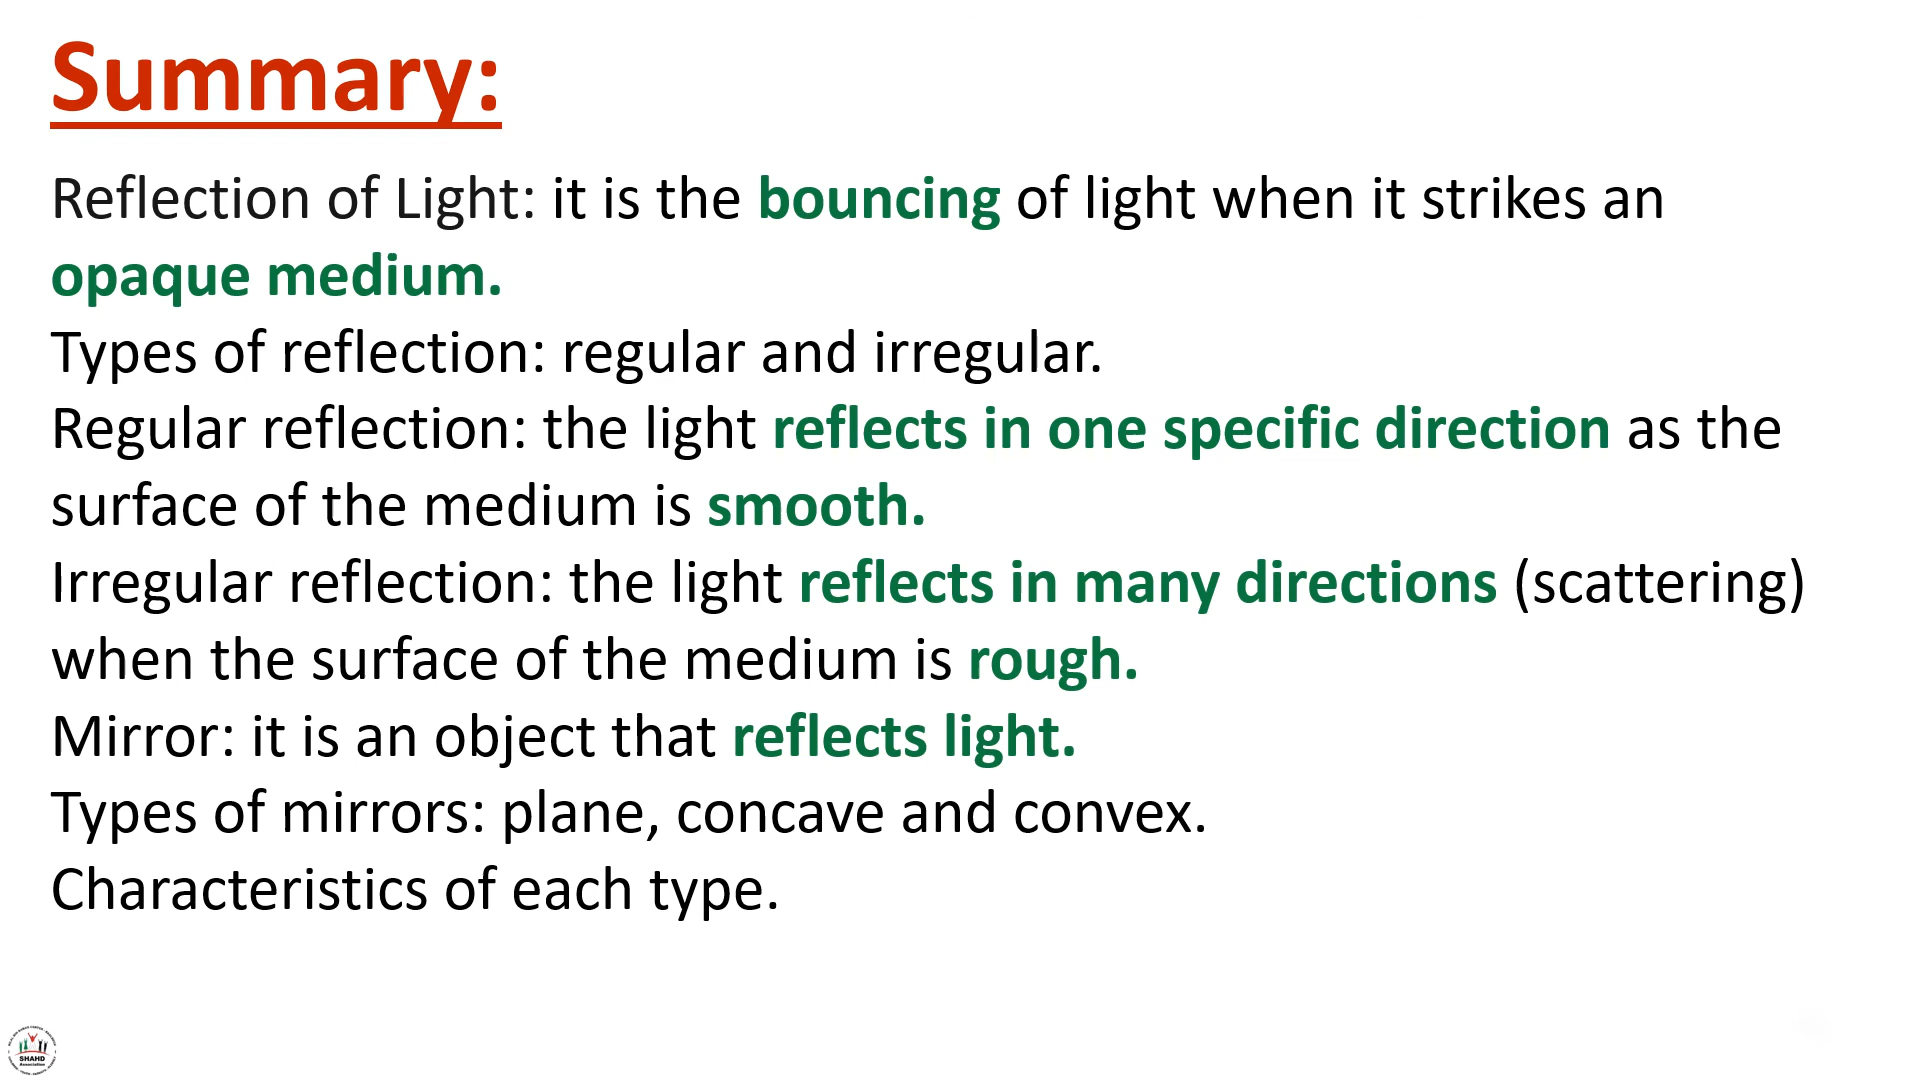 Summary:
Reflection of Light: it is the bouncing of light when it strikes an
opaque medium.
Types of reflection: regular and irregular.
Regular reflection: the light reflects in one specific direction as the
surface of the medium is smooth.
Irregular reflection: the light reflects in many directions (scattering)
when the surface of the medium is rough.
Mirror: it is an object that reflects light.
Types of mirrors: plane, concave and convex.
Characteristics of each type.
SHAHD
Association